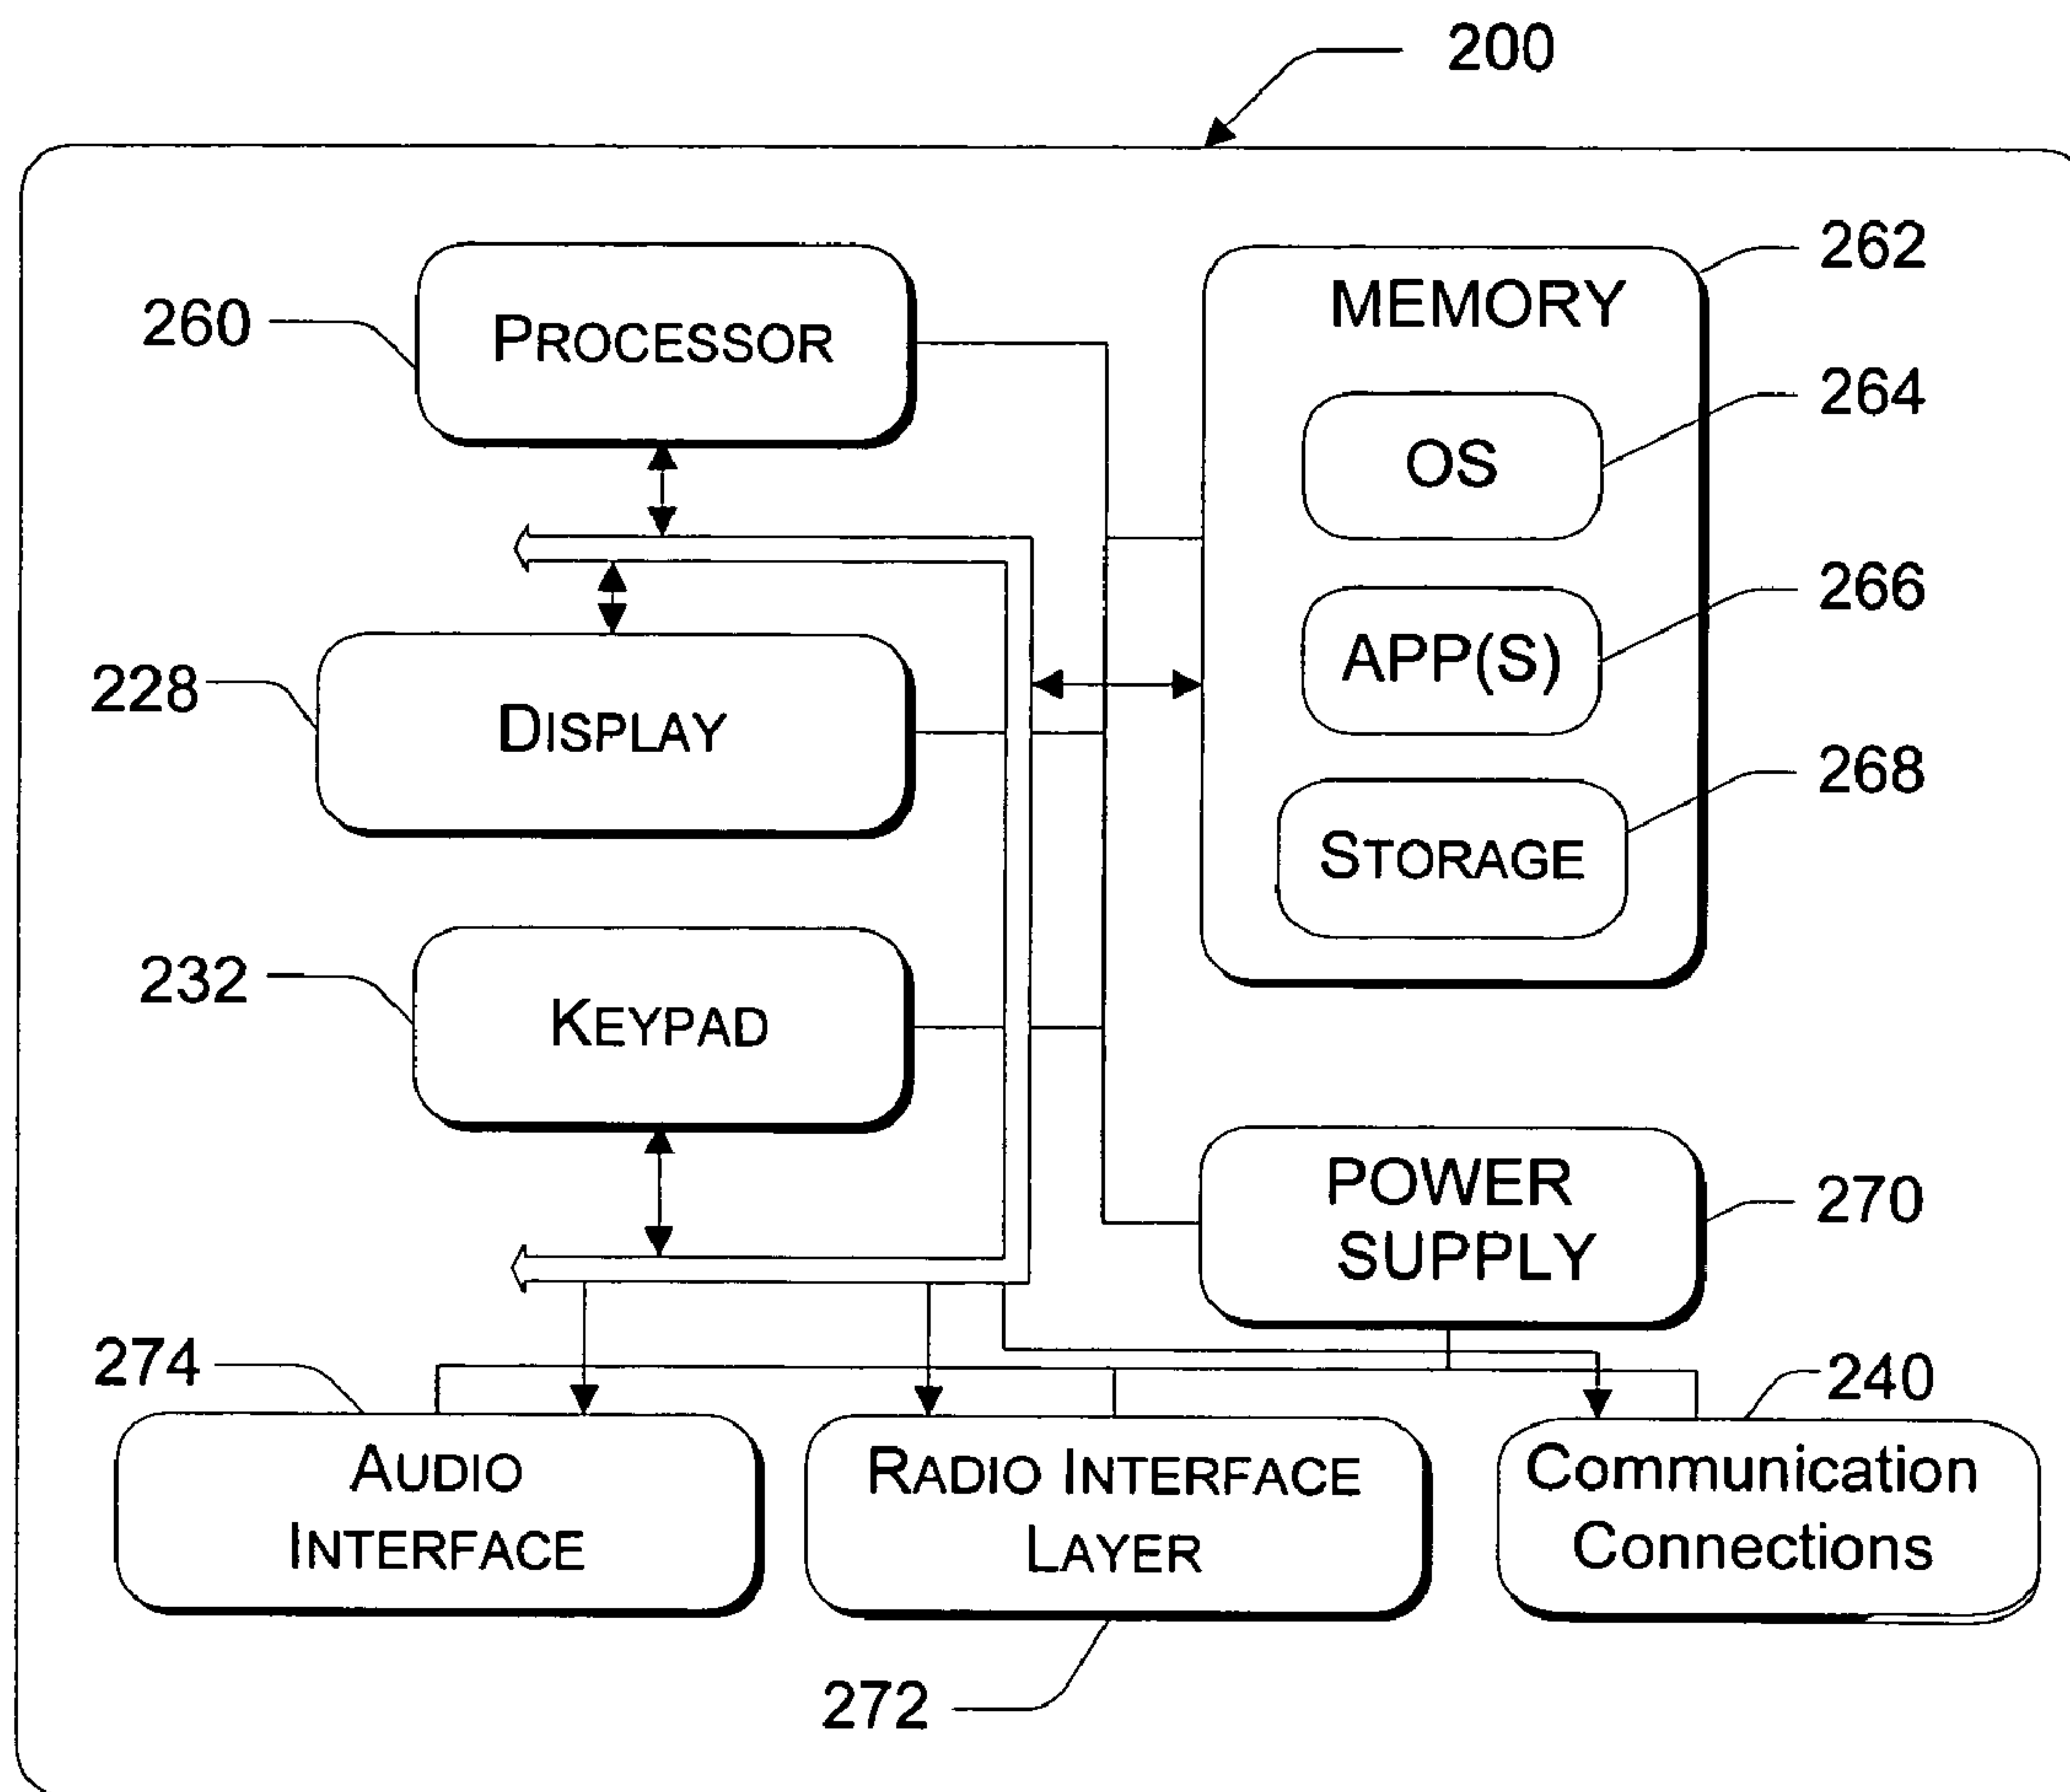 200
262
MEMORY
260
PROCESSOR
264
OS
266
APP(S)
228
DISPLAY
268
STORAGE
232
KEYPAD
POWER
SUPPLY
270
274
240
AUDIO
INTERFACE
RADIO INTERFACE
LAYER
Communication
Connections
272